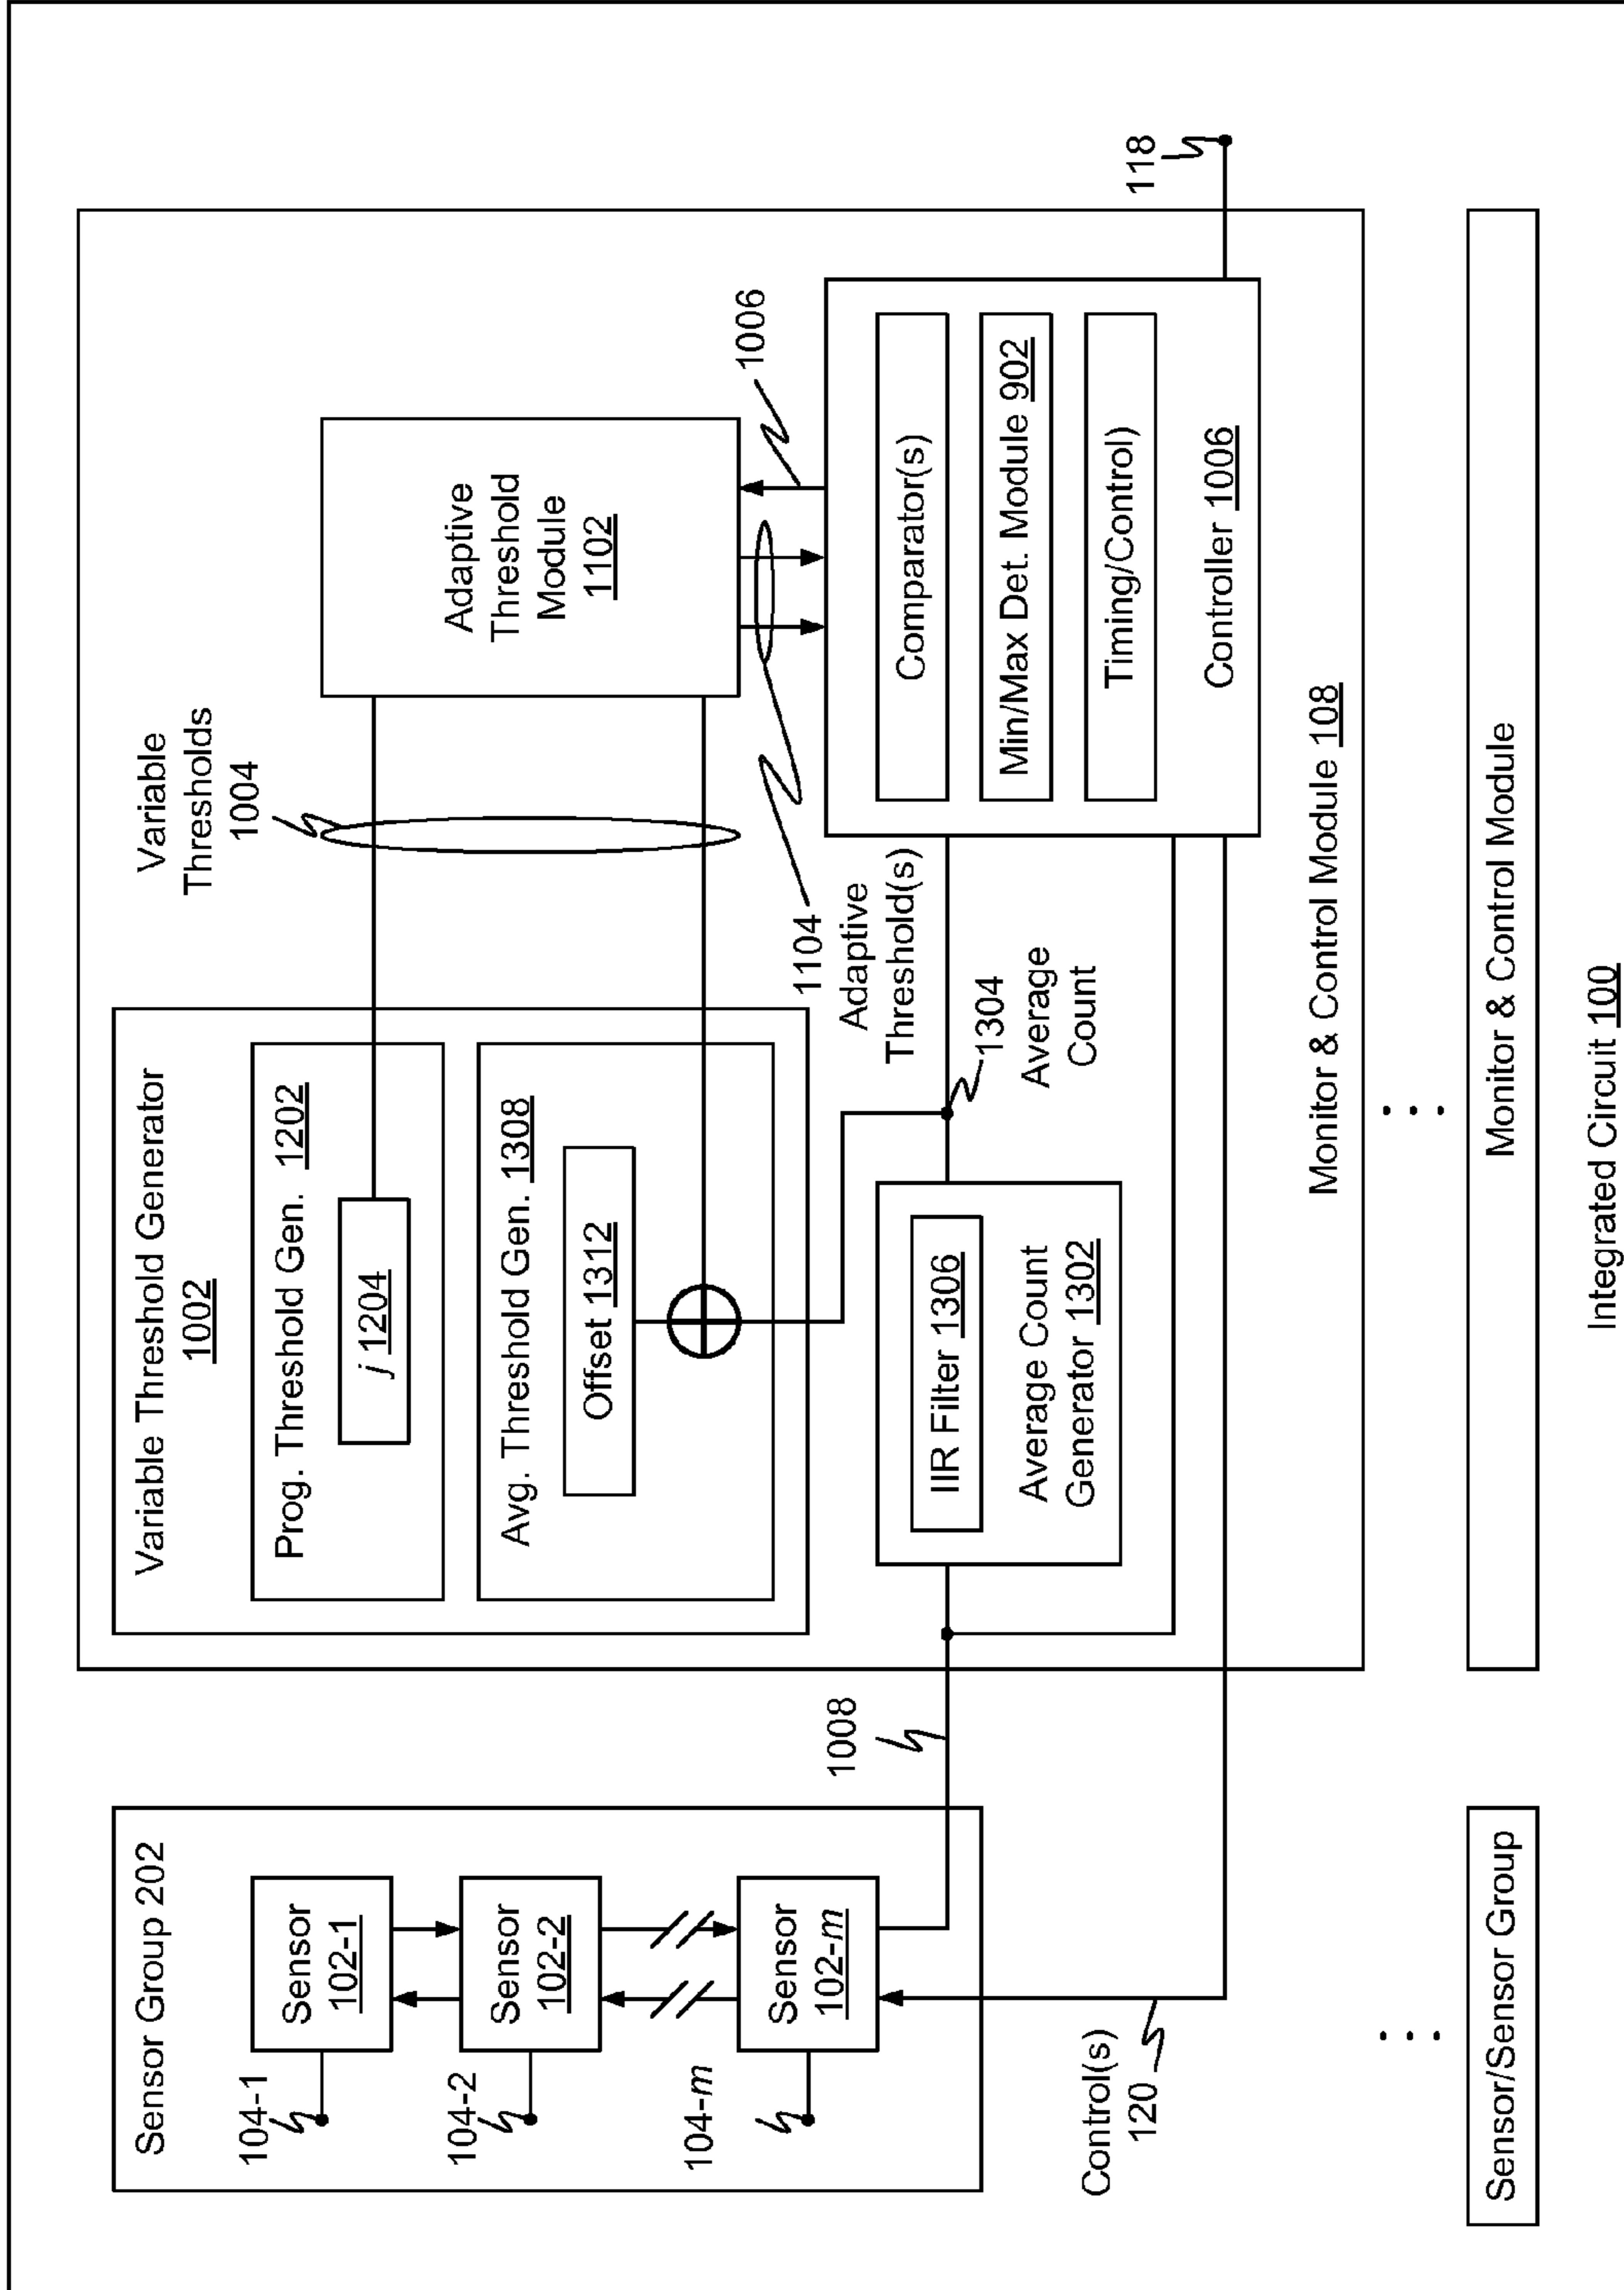 Sensor Group 202
104-1
Sensor
102-1
104-2
Sensor
102-2
104-m
Sensor
102-m
Control(s)
120
1008
Sensor/Sensor Group
Variable Threshold Generator
1002
Prog. Threshold Gen. 1202
j 1204
Avg. Threshold Gen. 1308
Offset 1312
IIR Filter 1306
Average Count
Generator 1302
1304
Average
Count
Variable
Thresholds
1004
Adaptive
Threshold
Module
1102
1104
Adaptive
Threshold(s)
1006
Comparator(s)
Min/Max Det. Module 902
Timing/Control)
Controller 1006
118
Monitor & Control Module 108
Monitor & Control Module
Integrated Circuit 100